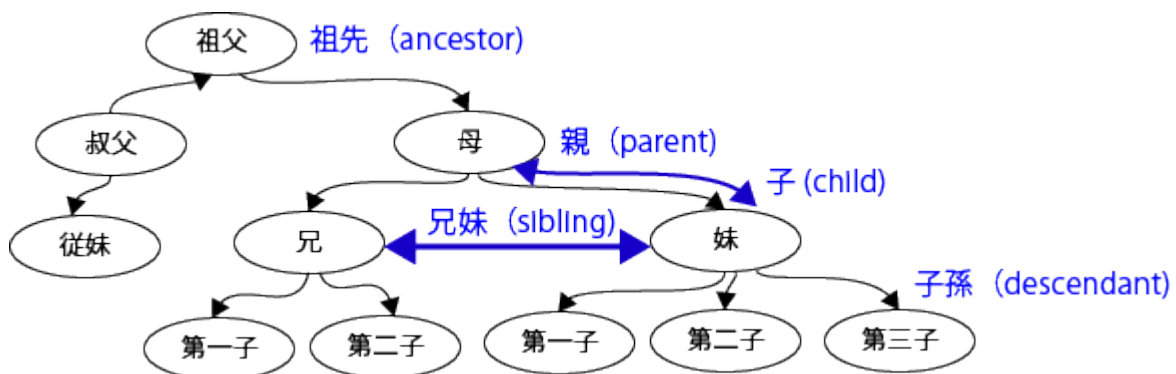 祖父 祖先（ancestor)
叔父 母 親（parent)
子 (child)
従妹 兄 兄妹（sibling) 妹
子孫（descendant)
第一子 第二子 第一子 第二子 第三子